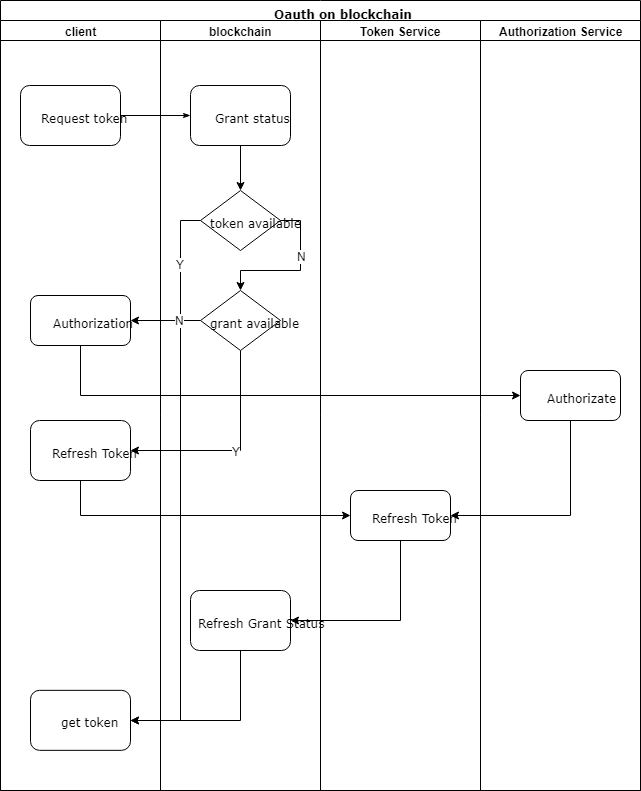 Oauth on blockchain
client
blockchain
Token Service
Authorization Service
Request token
Grant status
token available
Y
N
Authorization
N
grant available
Authorizate
Refresh Token
Y
Refresh Token
Refresh Grant Status
get token